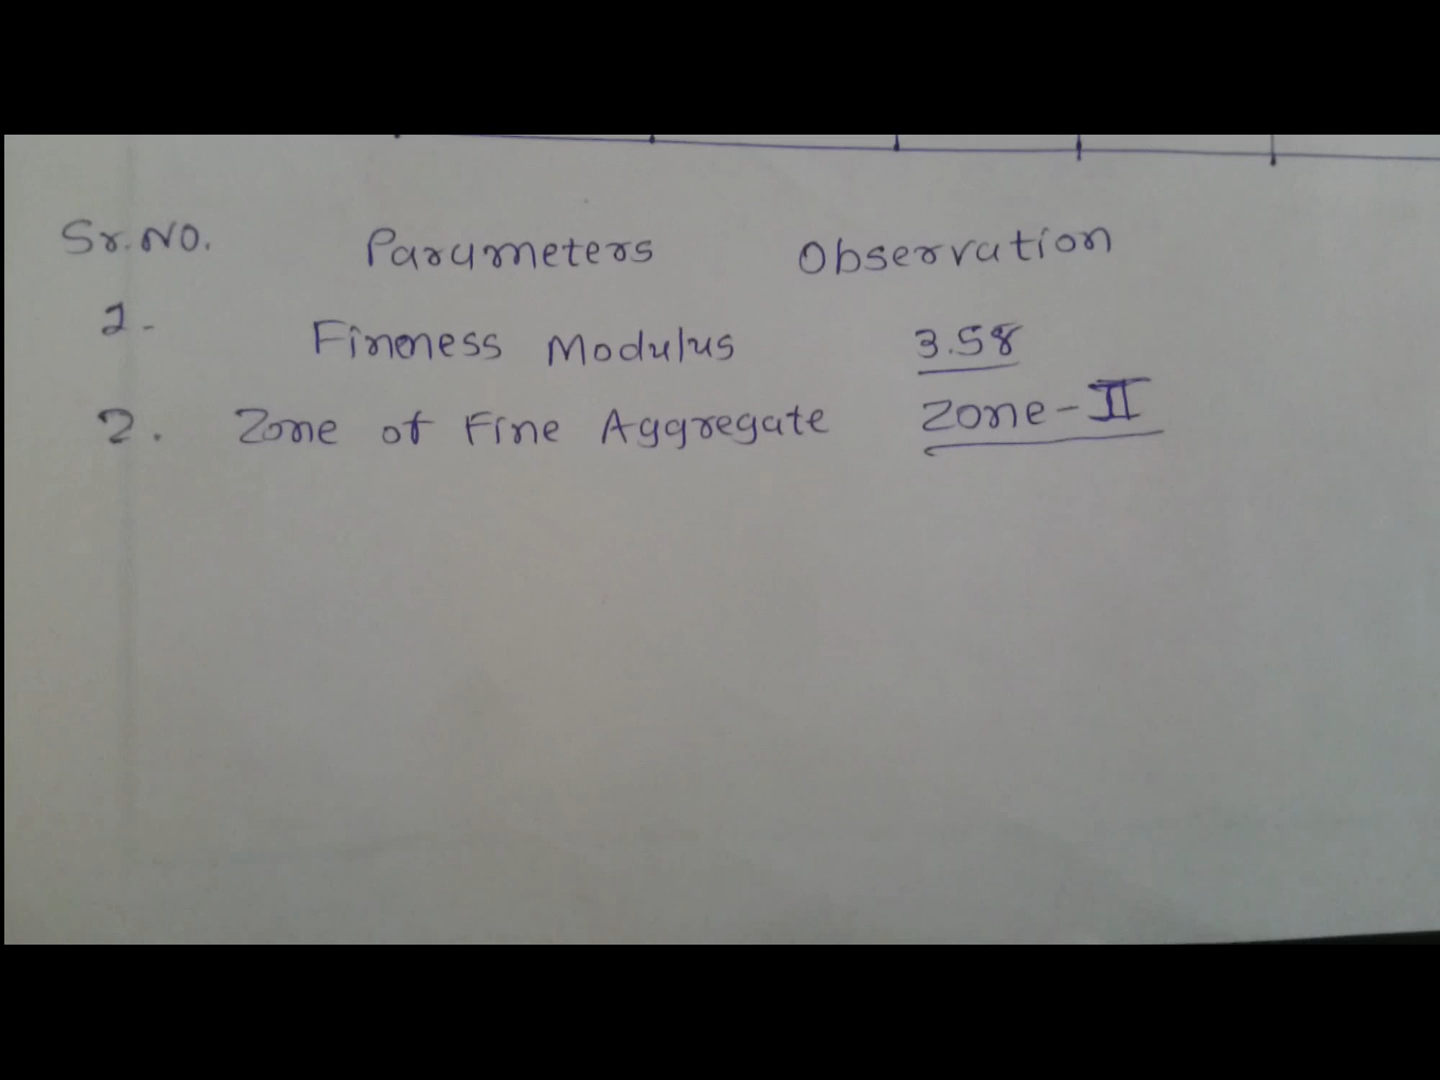 Sr.No. Parameters Observation
1. Fineness Modulus 3.58
2. Zone of Fine Aggregate Zone-II